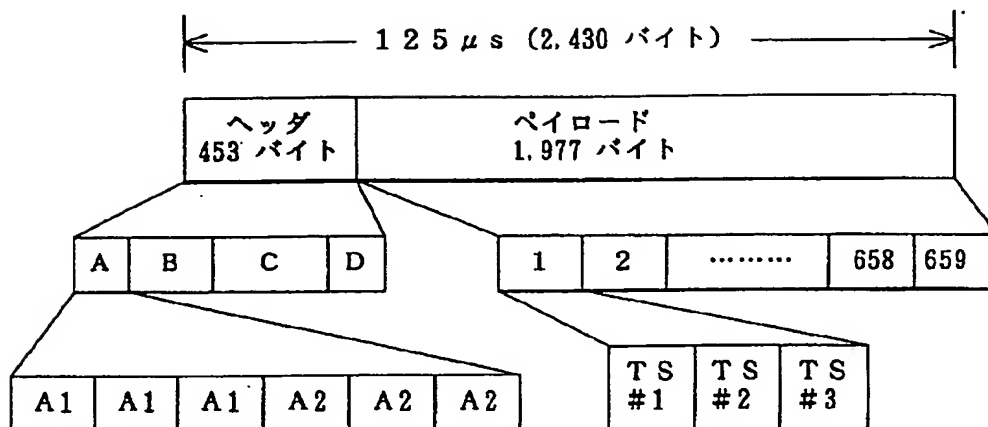 125μs (2,430 バイト)
ヘッダ
453 バイト
ペイロード
1,977 バイト
A B C D
1 2 ......... 658 659
A1 A1 A1 A2 A2 A2
TS TS TS
#1 #2 #3